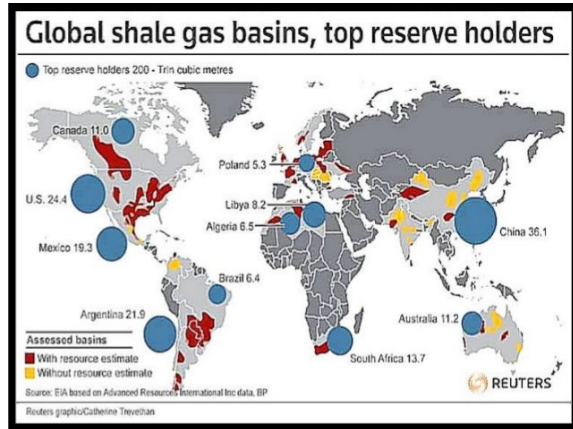 Global shale gas basins, top reserve holders
Top reserve holders 200 - Trln cubic metres
Canada 11.0
Poland 5.3
U.S. 24.4
Libya 8.2
Algeria 6.5
China 36.1
Mexico 19.3
Brazil 6.4
Argentina 21.9
Australia 11.2
South Africa 13.7
Assessed basins
With resource estimate
Without resource estimate
Source: EIA based on Advanced Resources International Inc data, BP
REUTERS
Reuters graphic/Catherine Trevethan